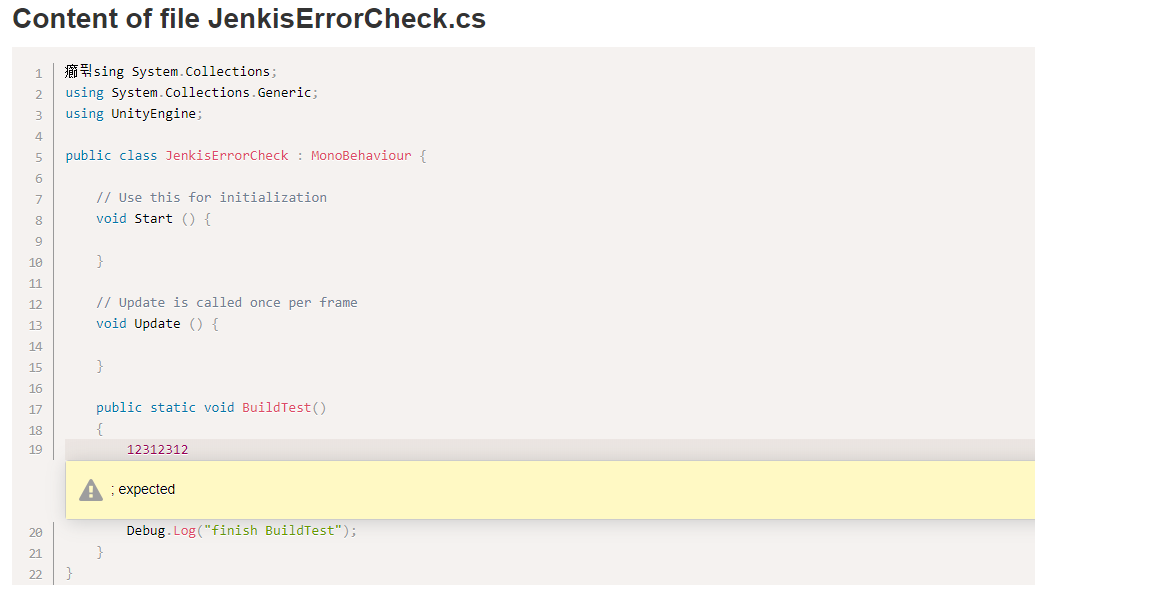 Content of file JenkisErrorCheck.cs
1 癤퓎sing System.Collections;
2 using System.Collections.Generic;
3 using UnityEngine;
4
5 public class JenkisErrorCheck : MonoBehaviour {
6
7 // Use this for initialization
8 void Start () {
9
10 }
11
12 // Update is called once per frame
13 void Update () {
14
15 }
16
17 public static void BuildTest()
18 {
19 12312312
; expected
20 Debug.Log("finish BuildTest");
21 }
22 }